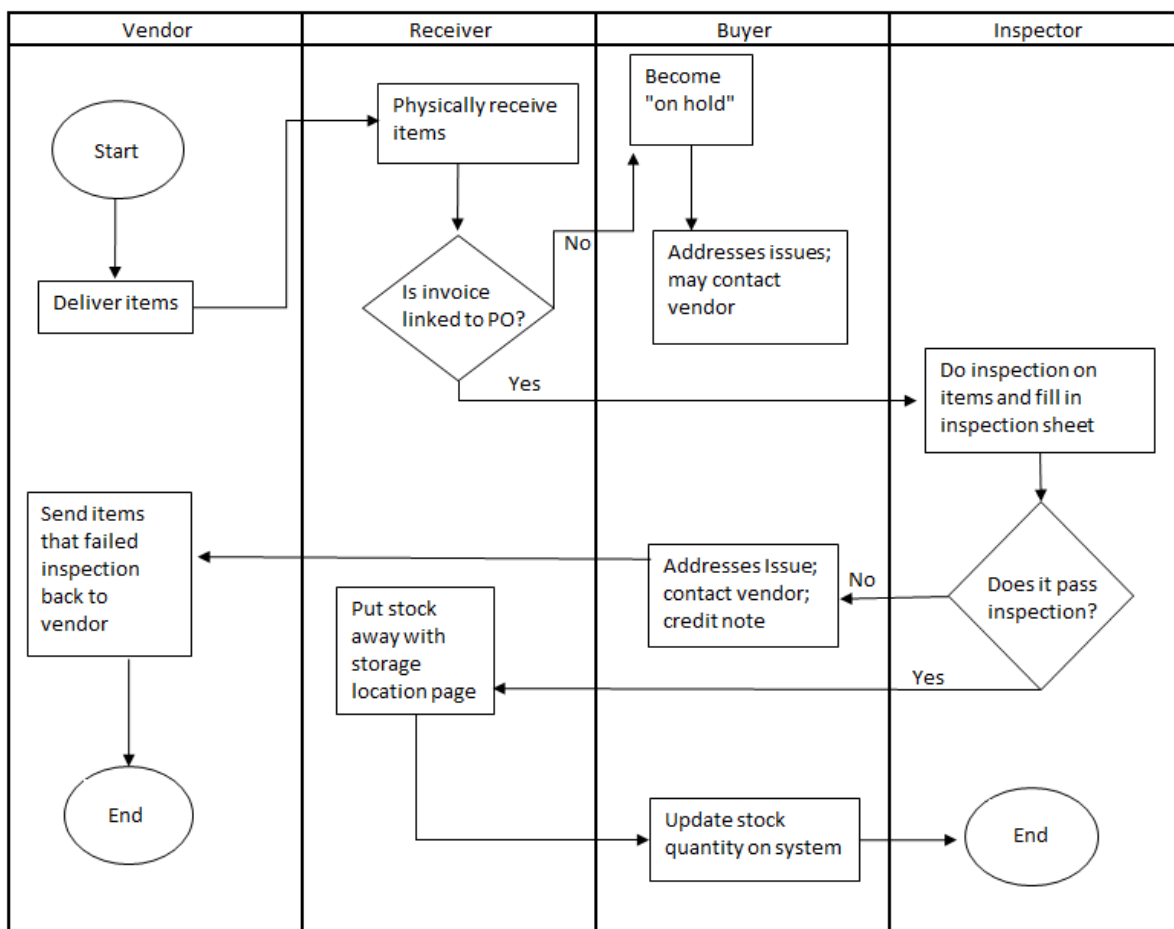 Vendor
Receiver
Buyer
Inspector
Start
Deliver items
Physically receive
items
Is invoice
linked to PO?
No
Yes
Become
"on hold"
Addresses issues;
may contact
vendor
Do inspection on
items and fill in
inspection sheet
Does it pass
inspection?
No
Yes
Addresses Issue;
contact vendor;
credit note
Send items
that failed
inspection
back to
vendor
End
Put stock
away with
storage
location page
Update stock
quantity on system
End